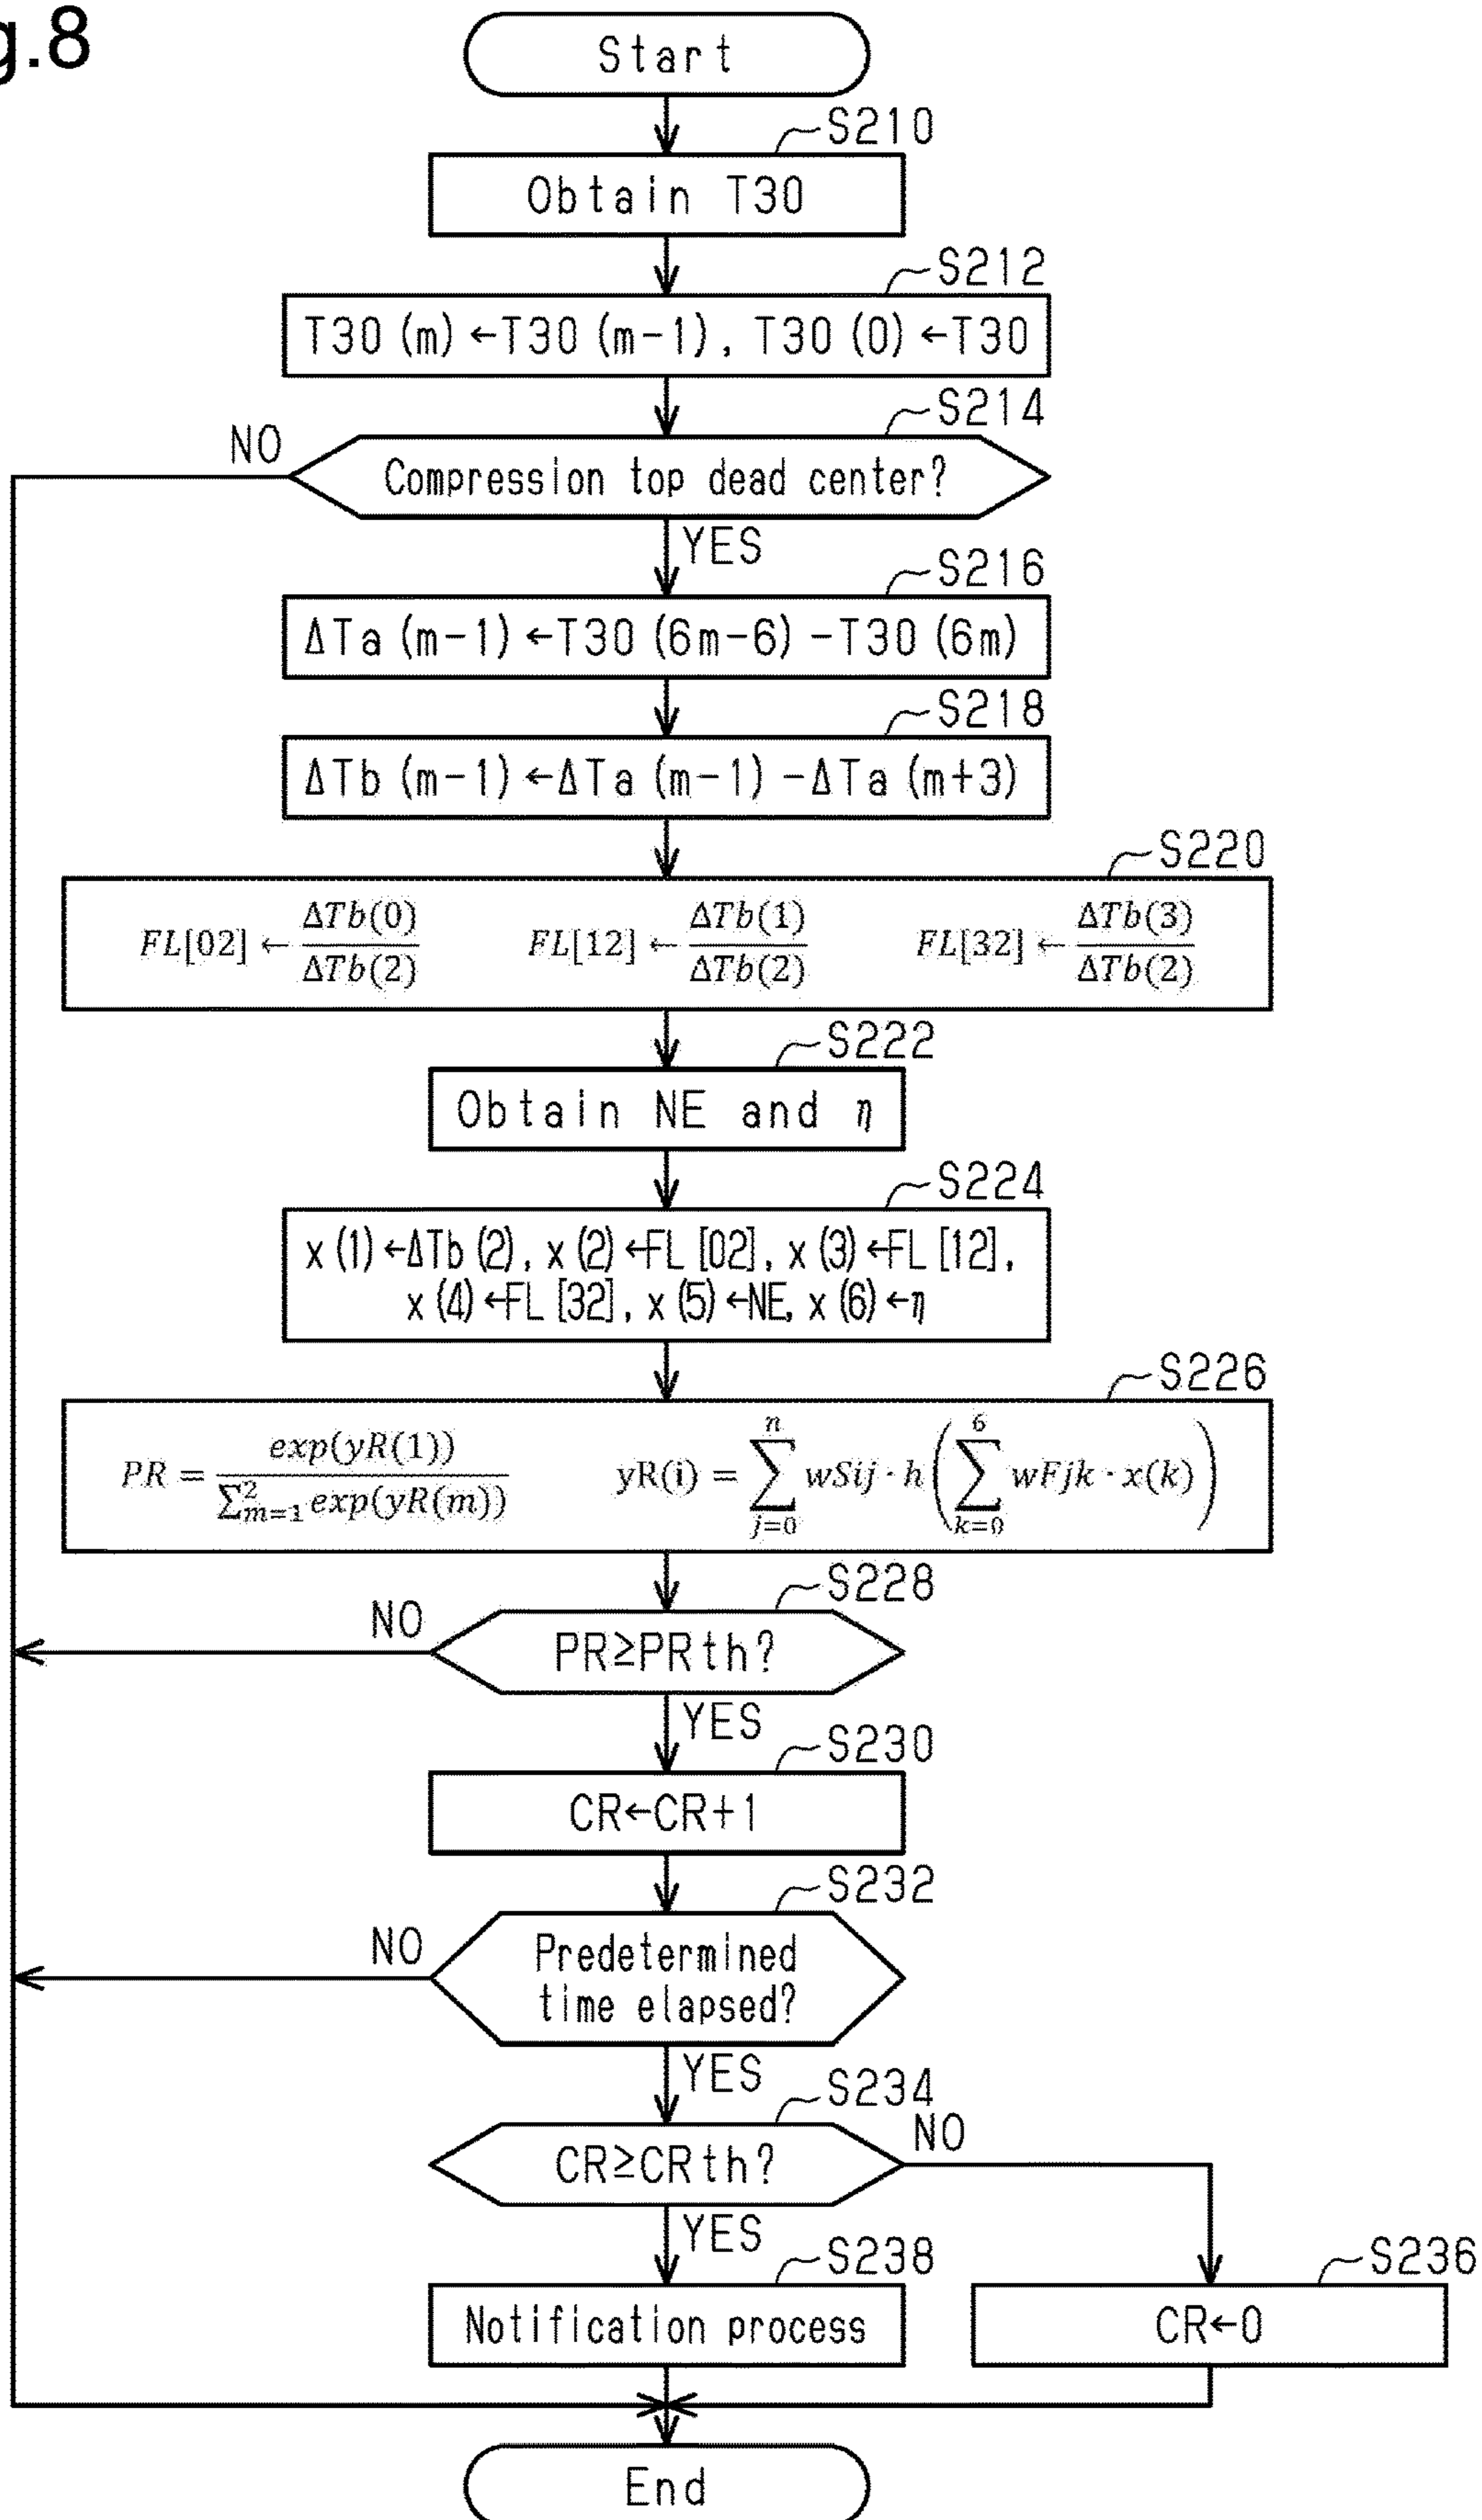 g.8
Start
S210
Obtain T30
S212
T30(m)←T30(m-1), T30(0)←T30
S214
NO
Compression top dead center?
YES
S216
ΔTa(m-1)←T30(6m-6)-T30(6m)
S218
ΔTb(m-1)←ΔTa(m-1)-ΔTa(m+3)
S220
FL[02] ← ΔTb(0)/ΔTb(2) FL[12] ← ΔTb(1)/ΔTb(2) FL[32] ← ΔTb(3)/ΔTb(2)
S222
Obtain NE and η
S224
x(1)←ΔTb(2), x(2)←FL[02], x(3)←FL[12],
x(4)←FL[32], x(5)←NE, x(6)←η
S226
PR = exp(yR(1))/∑_{m=1}^{2} exp(yR(m)) yR(i) = ∑_{j=0}^{n} wSij · h(∑_{k=0}^{6} wFjk · x(k))
S228
NO
PR≥PRth?
YES
S230
CR←CR+1
S232
NO
Predetermined
time elapsed?
YES
S234
NO
CR≥CRth?
YES
S238
Notification process
S236
CR←0
End